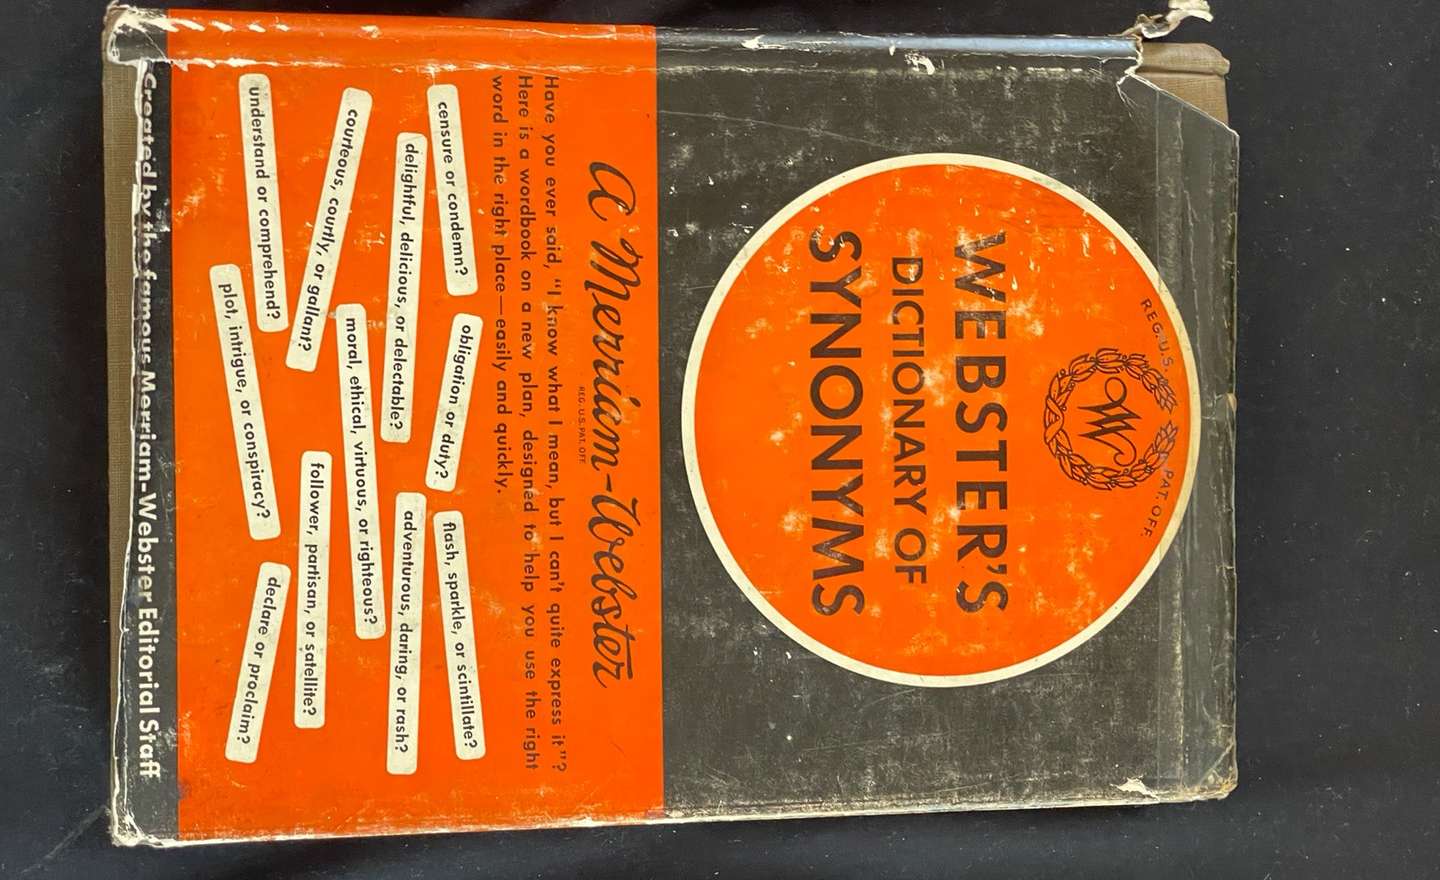 REG. U.S. PAT. OFF.
W
WEBSTER'S
DICTIONARY OF
SYNONYMS
a Merriam-Webster
REG. U.S. PAT. OFF.
Have you ever said, "I know what I mean, but I can't quite express it"?
Here is a wordbook on a new plan, designed to help you use the right
word in the right place—easily and quickly.
censure or condemn?
obligation or duty?
flash, sparkle, or scintillate?
delightful, delicious, or delectable?
adventurous, daring, or rash?
courteous, courtly, or gallant?
moral, ethical, virtuous, or righteous?
understand or comprehend?
follower, partisan, or satellite?
plot, intrigue, or conspiracy?
declare or proclaim?
Created by the famous Merriam-Webster Editorial Staff